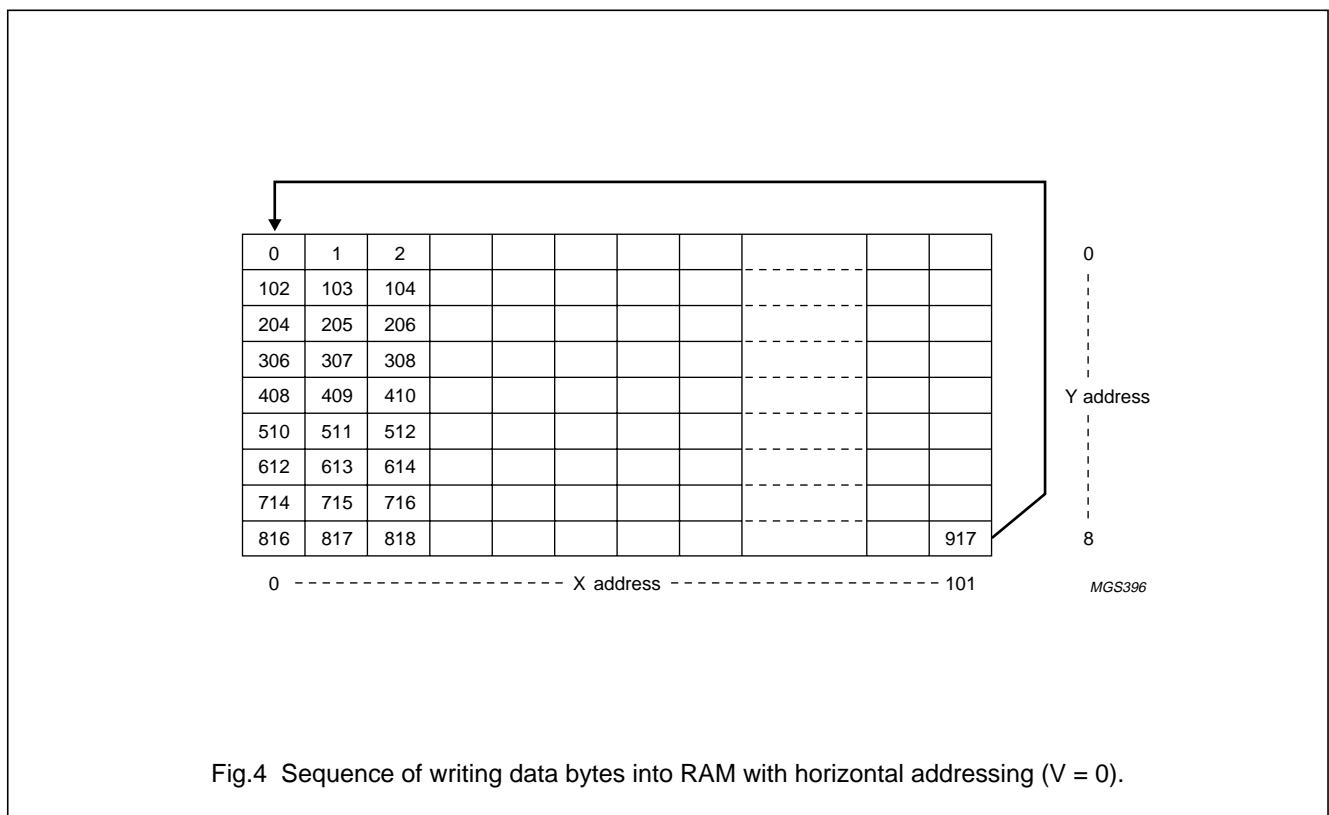 0 1 2 0
102 103 104
204 205 206
306 307 308
408 409 410 Y address
510 511 512
612 613 614
714 715 716
816 817 818 917 8
0 X address 101 MGS396
Fig.4 Sequence of writing data bytes into RAM with horizontal addressing (V = 0).